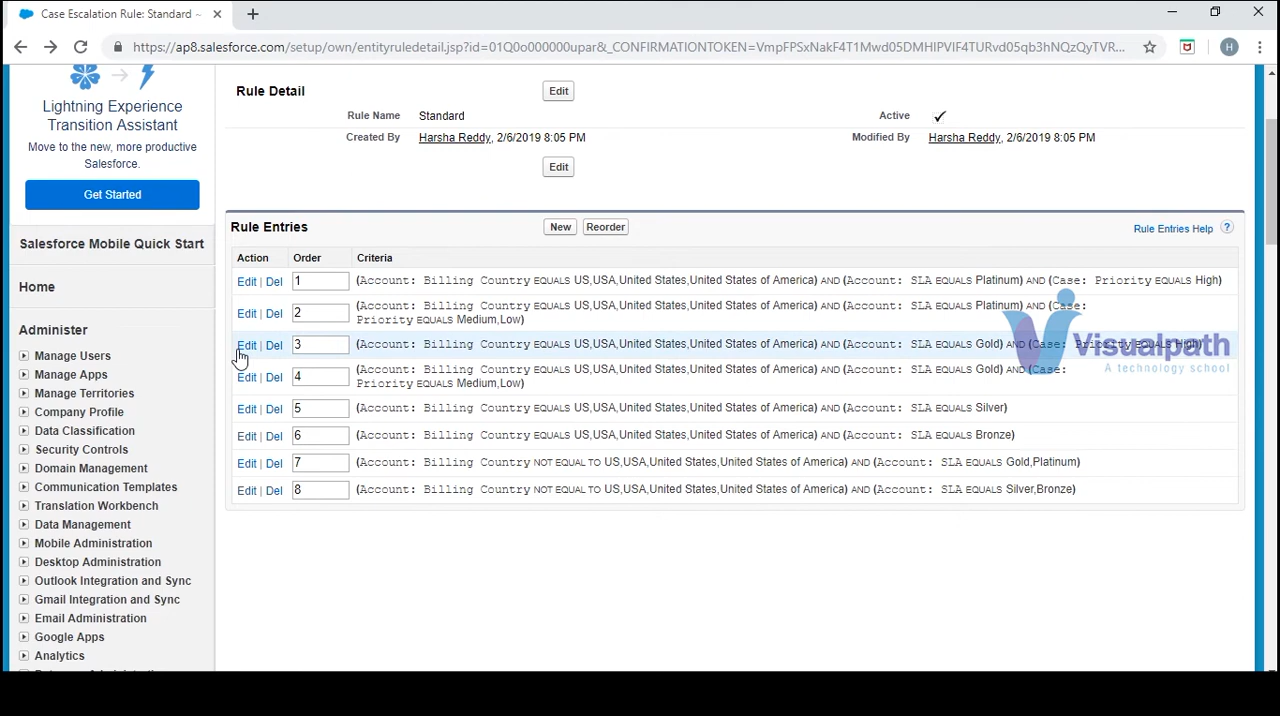 Case Escalation Rule: Standard ~
https://ap8.salesforce.com/setup/own/entityruledetail.jsp?id=01Q0o000000upar&_CONFIRMATIONTOKEN=VmpFPSxNakF4T1Mwd05DMHlPVlF4TURvd05qb3hNQzQyTVR...
H
Lightning Experience
Transition Assistant
Move to the new, more productive
Salesforce.
Get Started
Salesforce Mobile Quick Start
Home
Administer
Manage Users
Manage Apps
Manage Territories
Company Profile
Data Classification
Security Controls
Domain Management
Communication Templates
Translation Workbench
Data Management
Mobile Administration
Desktop Administration
Outlook Integration and Sync
Gmail Integration and Sync
Email Administration
Google Apps
Analytics
Rule Detail Edit
Rule Name Standard Active ✓
Created By Harsha Reddy, 2/6/2019 8:05 PM Modified By Harsha Reddy, 2/6/2019 8:05 PM
Edit
Rule Entries New Reorder Rule Entries Help ?
Action Order Criteria
Edit | Del 1 (Account: Billing Country EQUALS US,USA,United States,United States of America) AND (Account: SLA EQUALS Platinum) AND (Case: Priority EQUALS High)
Edit | Del 2 (Account: Billing Country EQUALS US,USA,United States,United States of America) AND (Account: SLA EQUALS Platinum) AND (Case:
Priority EQUALS Medium,Low)
Edit | Del 3 (Account: Billing Country EQUALS US,USA,United States,United States of America) AND (Account: SLA EQUALS Gold) AND (Case: Priority EQUALS High)
Edit | Del 4 (Account: Billing Country EQUALS US,USA,United States,United States of America) AND (Account: SLA EQUALS Gold) AND (Case:
Priority EQUALS Medium,Low)
Edit | Del 5 (Account: Billing Country EQUALS US,USA,United States,United States of America) AND (Account: SLA EQUALS Silver)
Edit | Del 6 (Account: Billing Country EQUALS US,USA,United States,United States of America) AND (Account: SLA EQUALS Bronze)
Edit | Del 7 (Account: Billing Country NOT EQUAL TO US,USA,United States,United States of America) AND (Account: SLA EQUALS Gold,Platinum)
Edit | Del 8 (Account: Billing Country NOT EQUAL TO US,USA,United States,United States of America) AND (Account: SLA EQUALS Silver,Bronze)
Visualpath
A technology school